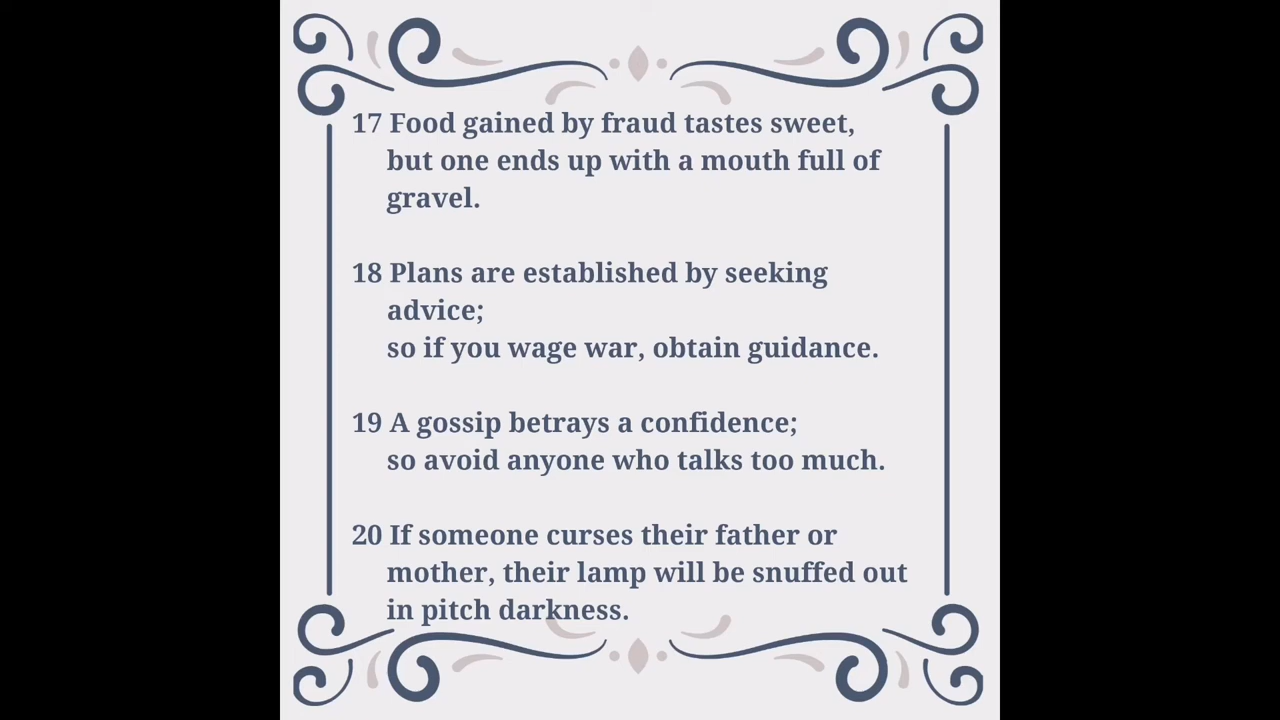 17 Food gained by fraud tastes sweet,
but one ends up with a mouth full of
gravel.
18 Plans are established by seeking
advice;
so if you wage war, obtain guidance.
19 A gossip betrays a confidence;
so avoid anyone who talks too much.
20 If someone curses their father or
mother, their lamp will be snuffed out
in pitch darkness.